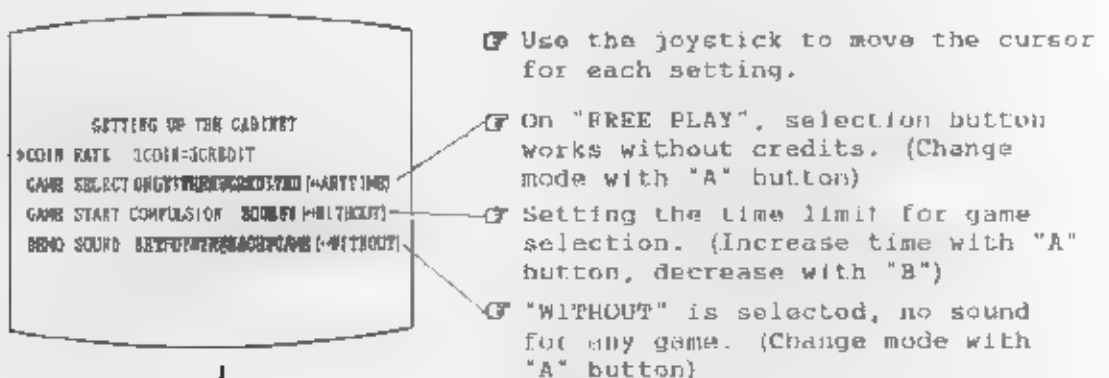 SETTING UP THE CABINET
COIN RATE 1COIN=1CREDIT
GAME SELECT ONLY (↔ANYTIME)
GAME START COMPULSION (↔WITHOUT)
DEMO SOUND (↔WITHOUT)
☞ Use the joystick to move the cursor
for each setting.
☞ On "FREE PLAY", selection button
works without credits. (Change
mode with "A" button)
☞ Setting the time limit for game
selection. (Increase time with "A"
button, decrease with "B")
☞ "WITHOUT" is selected, no sound
for any game. (Change mode with
"A" button)